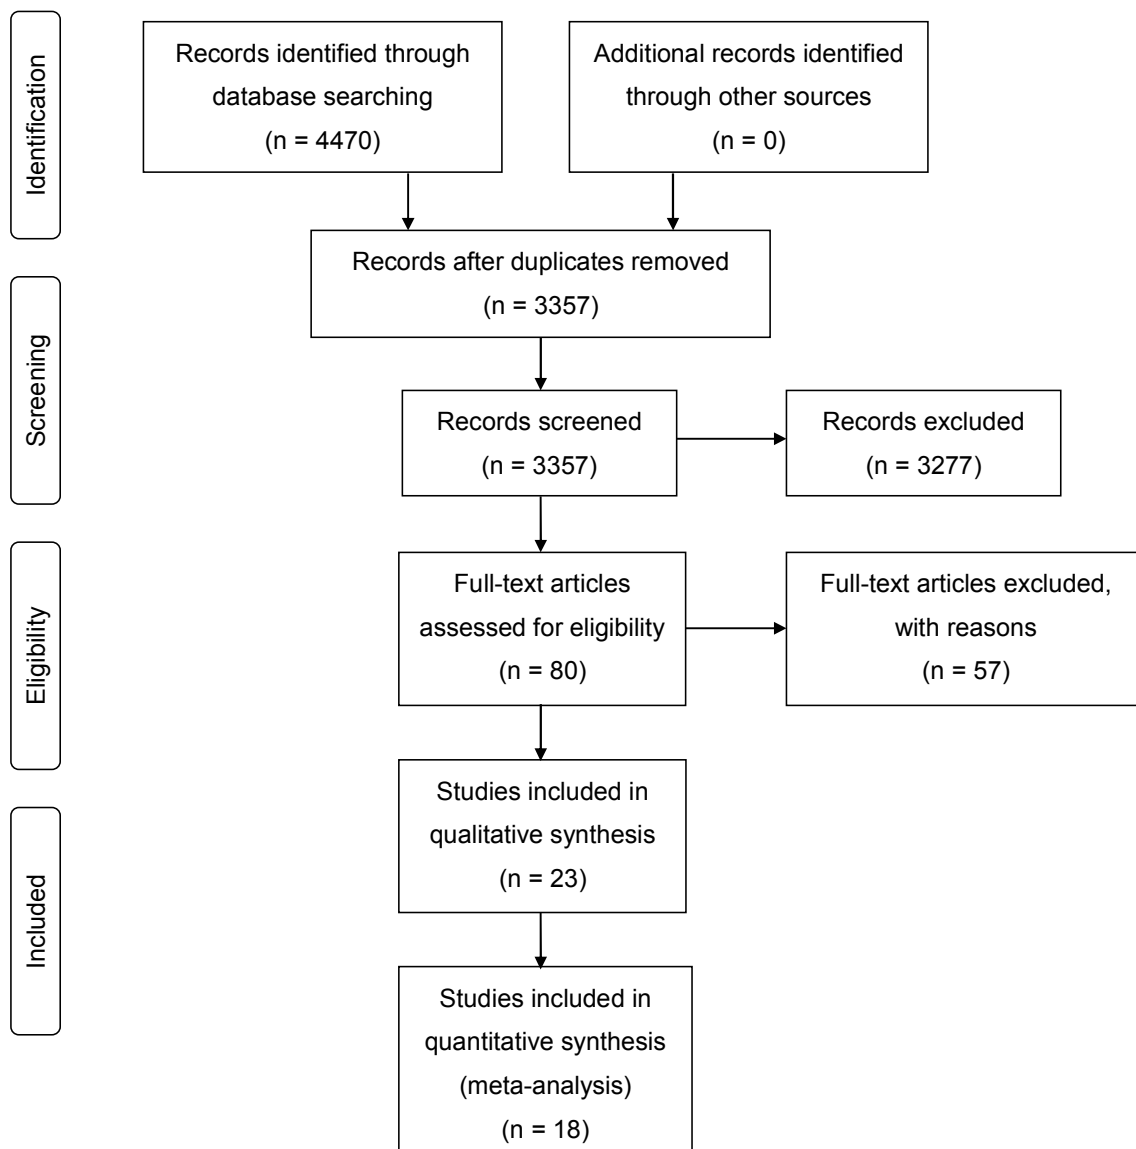 Identification
Records identified through
database searching
(n = 4470)
Additional records identified
through other sources
(n = 0)
Records after duplicates removed
(n = 3357)
Screening
Records screened
(n = 3357)
Records excluded
(n = 3277)
Eligibility
Full-text articles
assessed for eligibility
(n = 80)
Full-text articles excluded,
with reasons
(n = 57)
Studies included in
qualitative synthesis
(n = 23)
Included
Studies included in
quantitative synthesis
(meta-analysis)
(n = 18)